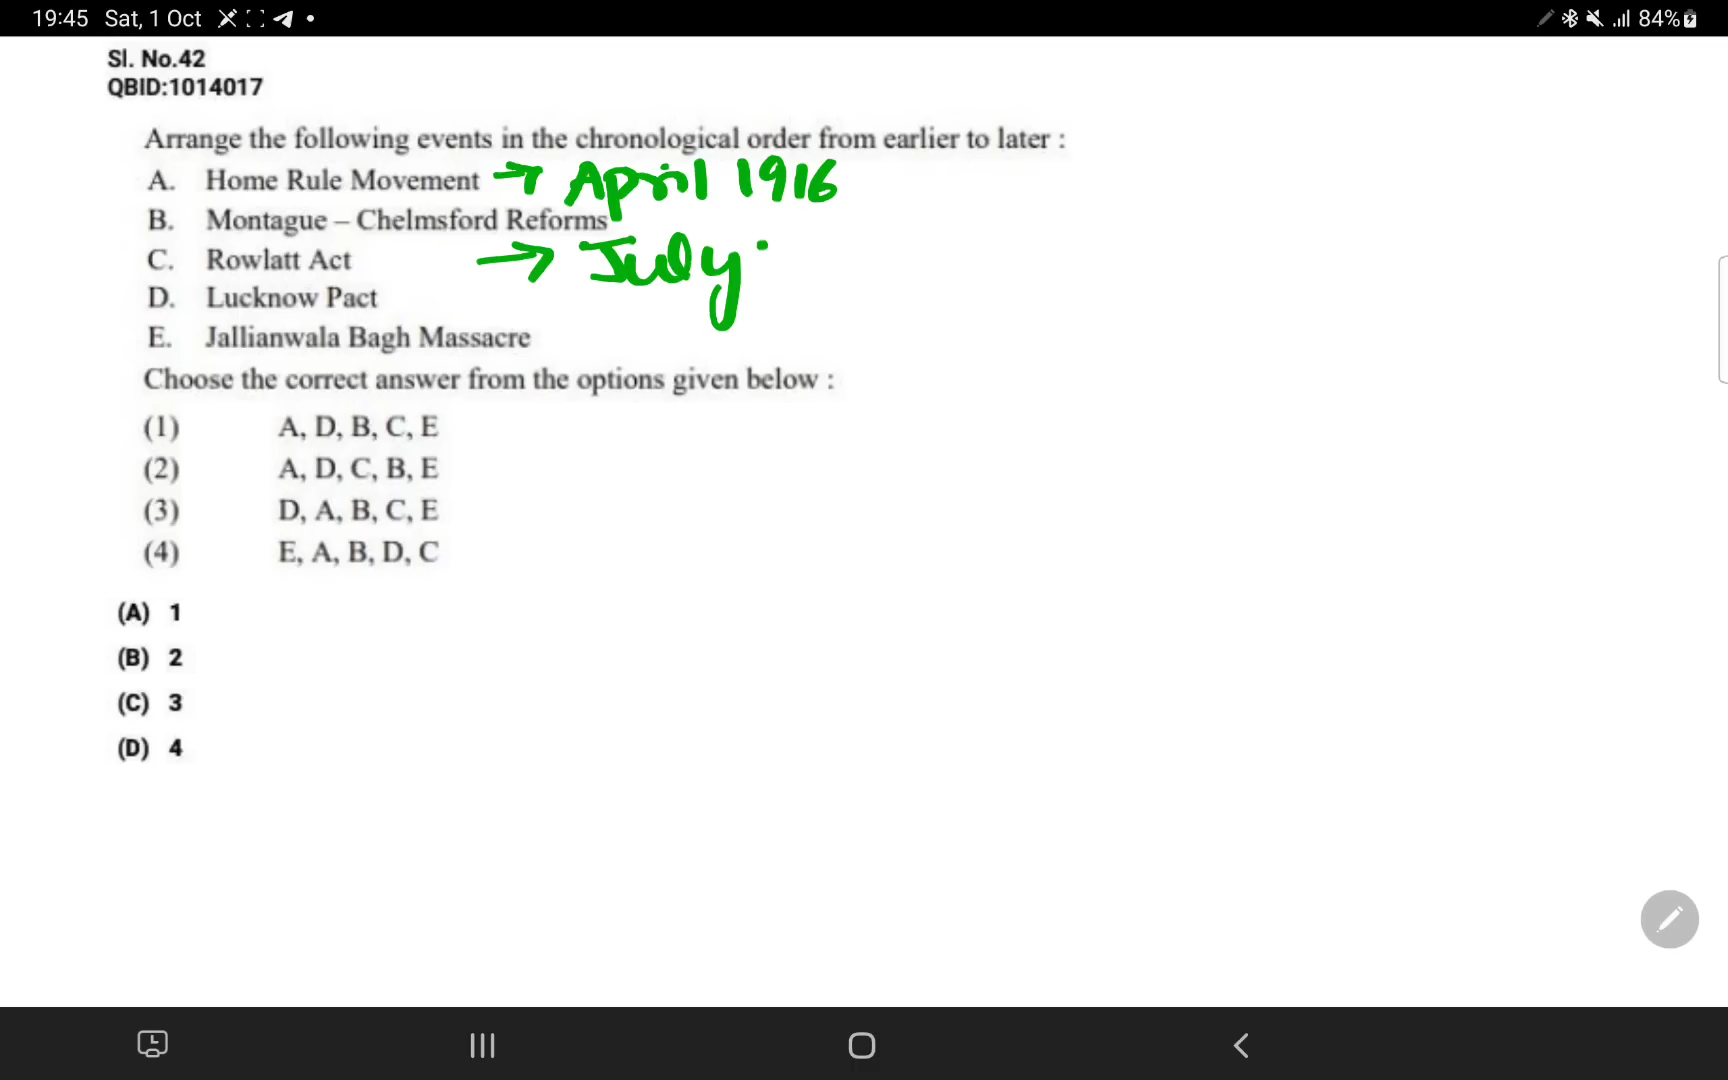 19:45 Sat, 1 Oct
84%
Sl. No.42
QBID:1014017
Arrange the following events in the chronological order from earlier to later :
A. Home Rule Movement → April 1916
B. Montague – Chelmsford Reforms
→ July
C. Rowlatt Act
D. Lucknow Pact
E. Jallianwala Bagh Massacre
Choose the correct answer from the options given below :
(1) A, D, B, C, E
(2) A, D, C, B, E
(3) D, A, B, C, E
(4) E, A, B, D, C
(A) 1
(B) 2
(C) 3
(D) 4